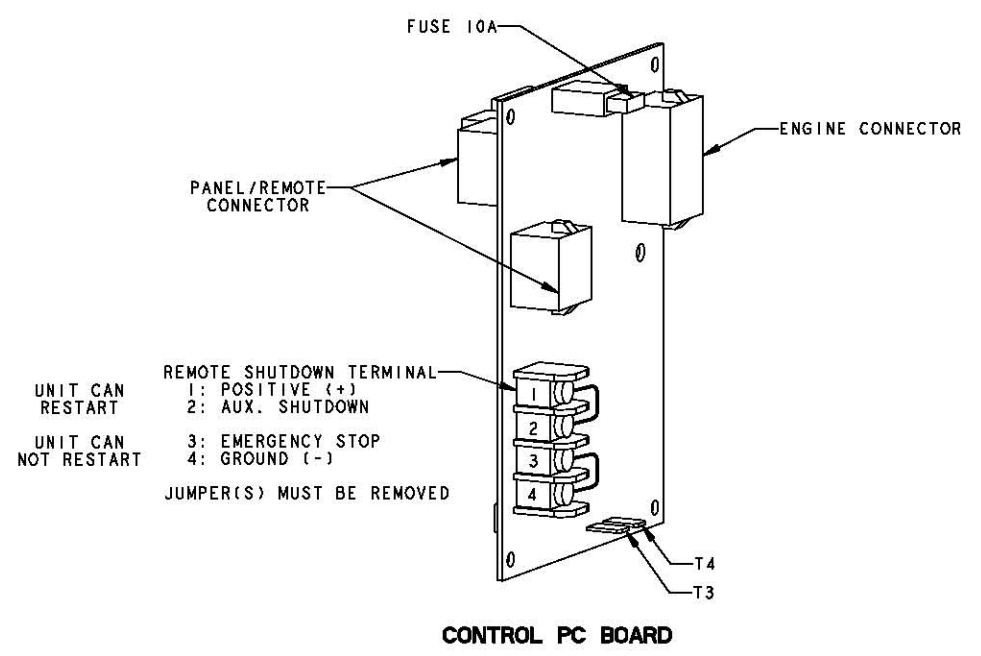 FUSE 10A
ENGINE CONNECTOR
PANEL/REMOTE
CONNECTOR
REMOTE SHUTDOWN TERMINAL
UNIT CAN
RESTART
1: POSITIVE (+)
2: AUX. SHUTDOWN
UNIT CAN
NOT RESTART
3: EMERGENCY STOP
4: GROUND (-)
JUMPER(S) MUST BE REMOVED
1
2
3
4
T4
T3
CONTROL PC BOARD